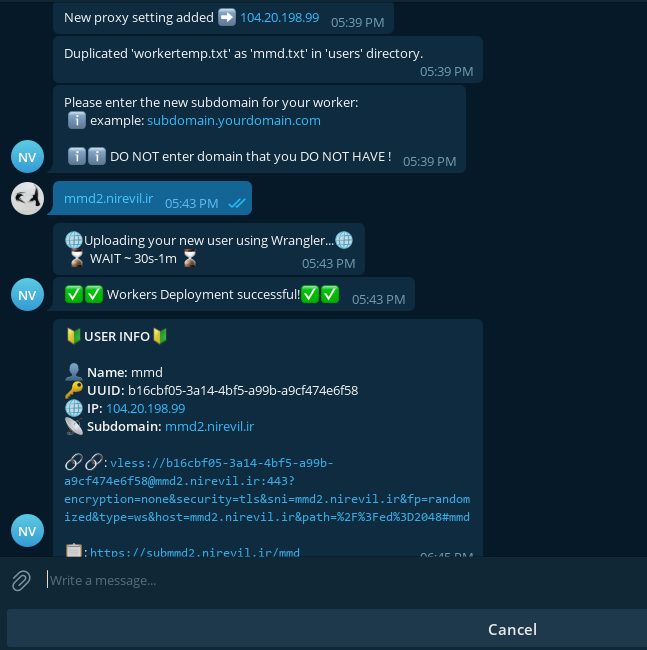 New proxy setting added ➡️ 104.20.198.99 05:39 PM
Duplicated 'workertemp.txt' as 'mmd.txt' in 'users' directory.
05:39 PM
Please enter the new subdomain for your worker:
ℹ️ example: subdomain.yourdomain.com
ℹ️ℹ️ DO NOT enter domain that you DO NOT HAVE ! 05:39 PM
NV
mmd2.nirevil.ir 05:43 PM
🌐Uploading your new user using Wrangler...🌐
⏳ WAIT ~ 30s-1m ⏳ 05:43 PM
✅✅ Workers Deployment successful!✅✅ 05:43 PM
NV
🔰USER INFO🔰
👤 Name: mmd
🔑 UUID: b16cbf05-3a14-4bf5-a99b-a9cf474e6f58
🌐 IP: 104.20.198.99
📡 Subdomain: mmd2.nirevil.ir
🔗🔗: vless://b16cbf05-3a14-4bf5-a99b-
a9cf474e6f58@mmd2.nirevil.ir:443?
encryption=none&security=tls&sni=mmd2.nirevil.ir&fp=random
ized&type=ws&host=mmd2.nirevil.ir&path=%2F%3Fed%3D2048#mmd
NV
📋: https://submmd2.nirevil.ir/mmd
Write a message...
Cancel